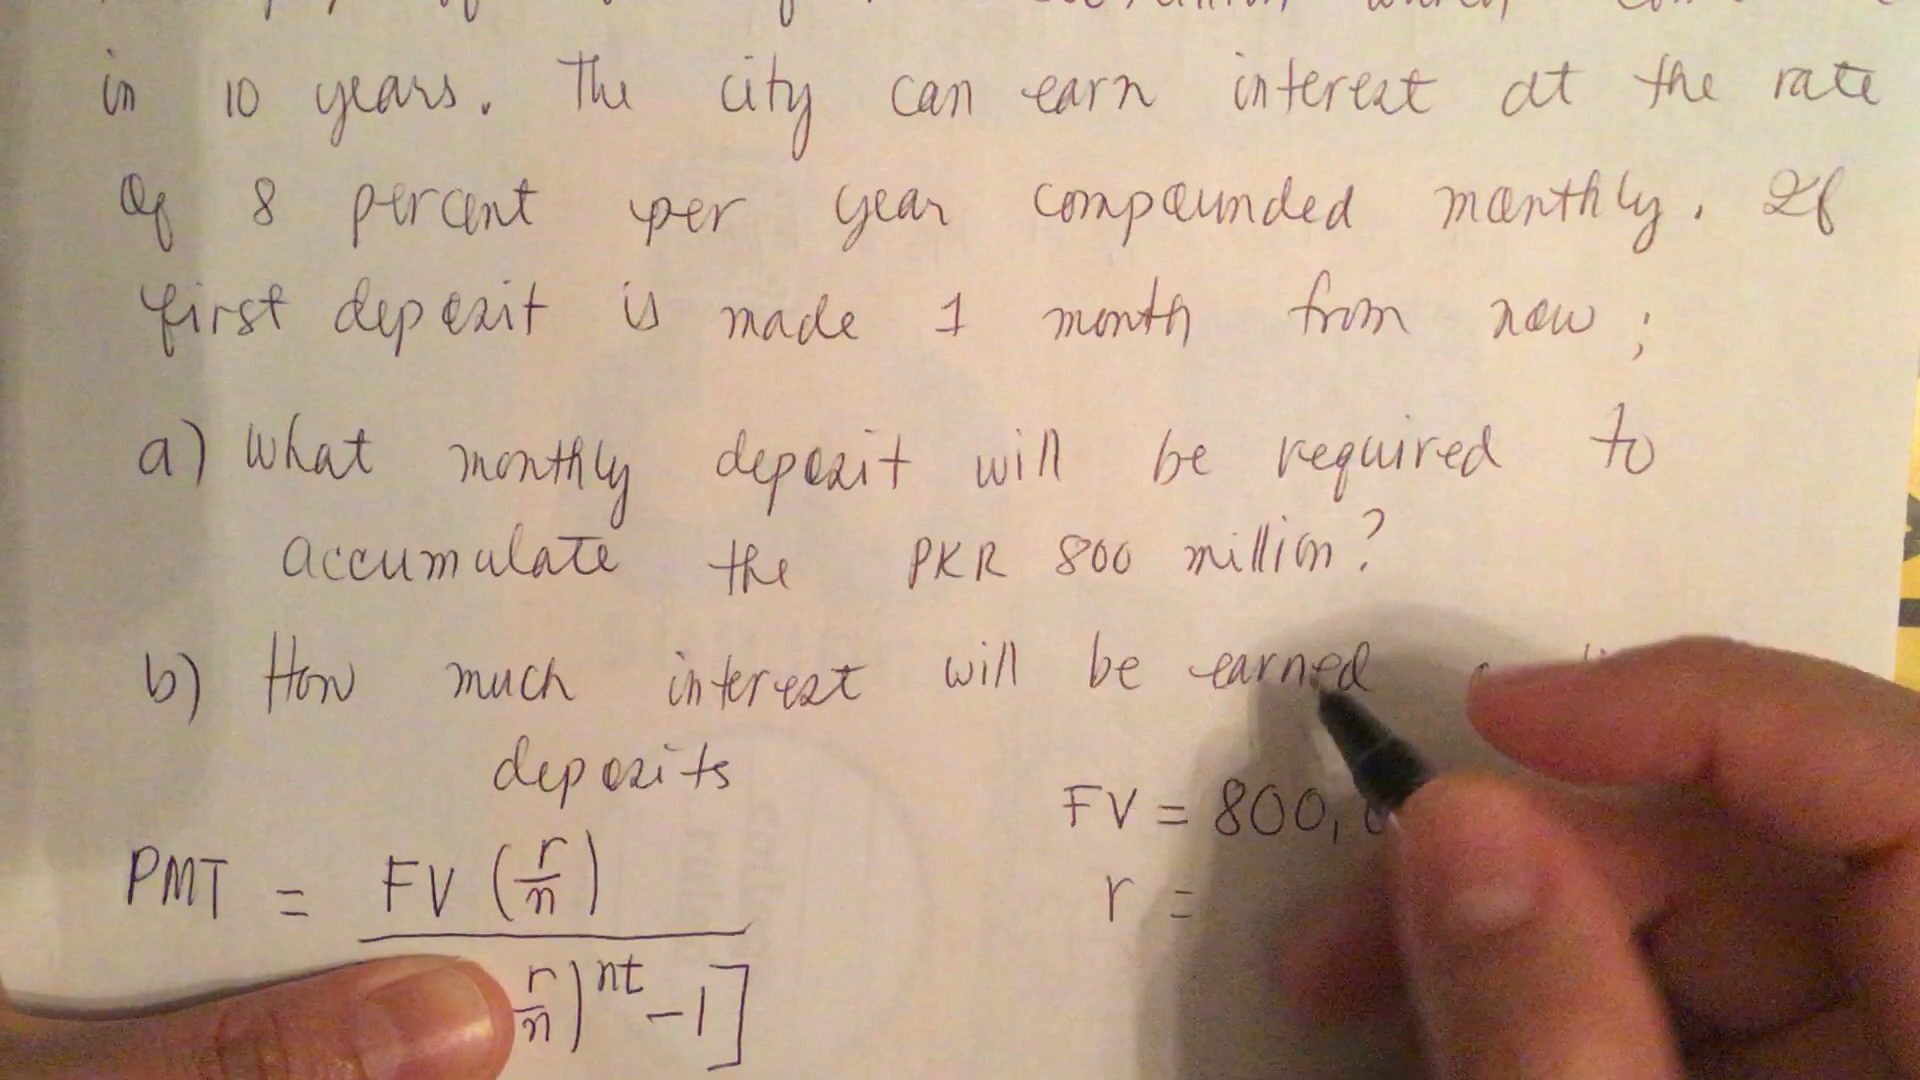 in 10 years. The city can earn interest at the rate
of 8 percent per year compounded monthly. If
first deposit is made 1 month from now;
a) What monthly deposit will be required to
accumulate the PKR 800 million?
b) How much interest will be earned
deposits
FV = 800,
PMT = FV (r/n)
r =
r/n)^nt - 1]